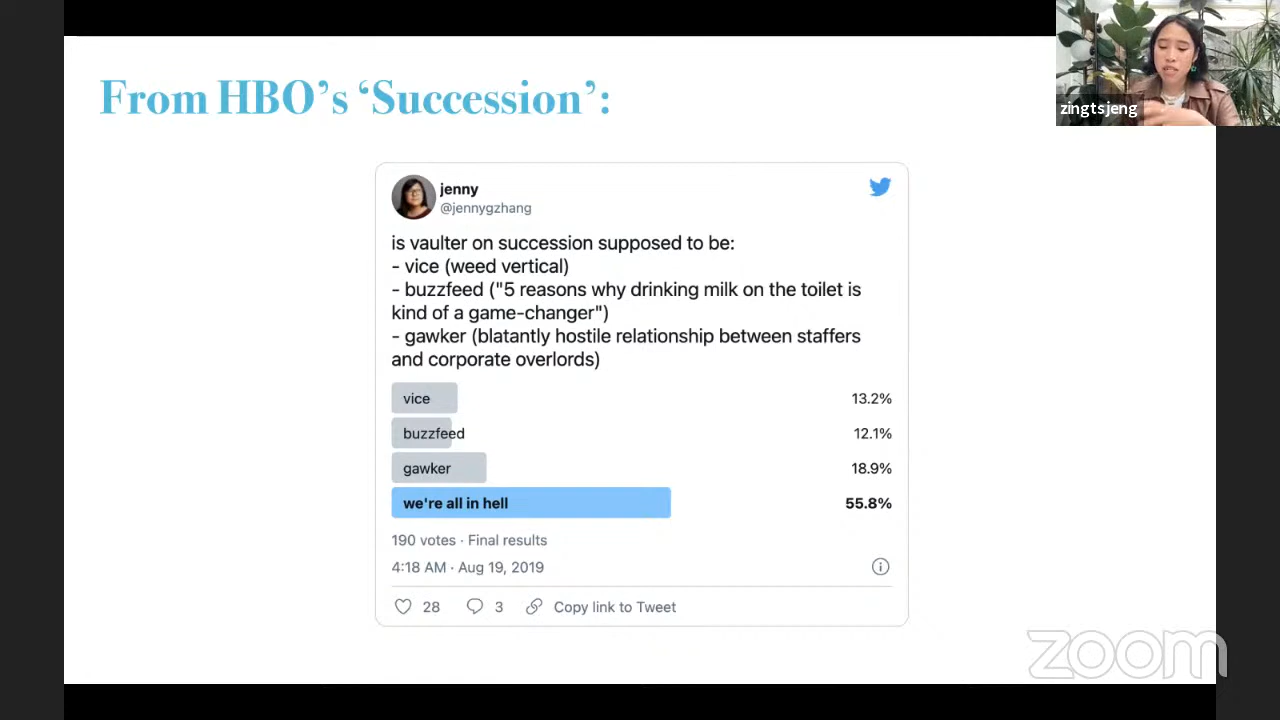 From HBO’s ‘Succession’:
zingtsjeng
jenny
@jennygzhang
is vaulter on succession supposed to be:
- vice (weed vertical)
- buzzfeed ("5 reasons why drinking milk on the toilet is
kind of a game-changer")
- gawker (blatantly hostile relationship between staffers
and corporate overlords)
vice 13.2%
buzzfeed 12.1%
gawker 18.9%
we're all in hell 55.8%
190 votes · Final results
4:18 AM · Aug 19, 2019
28 3 Copy link to Tweet
zoom